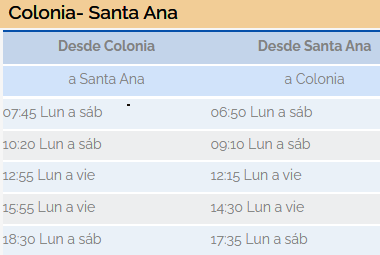 Colonia- Santa Ana
Desde Colonia Desde Santa Ana
a Santa Ana a Colonia
07:45 Lun a sáb 06:50 Lun a sáb
10:20 Lun a sáb 09:10 Lun a sáb
12:55 Lun a vie 12:15 Lun a vie
15:55 Lun a vie 14:30 Lun a vie
18:30 Lun a sáb 17:35 Lun a sáb